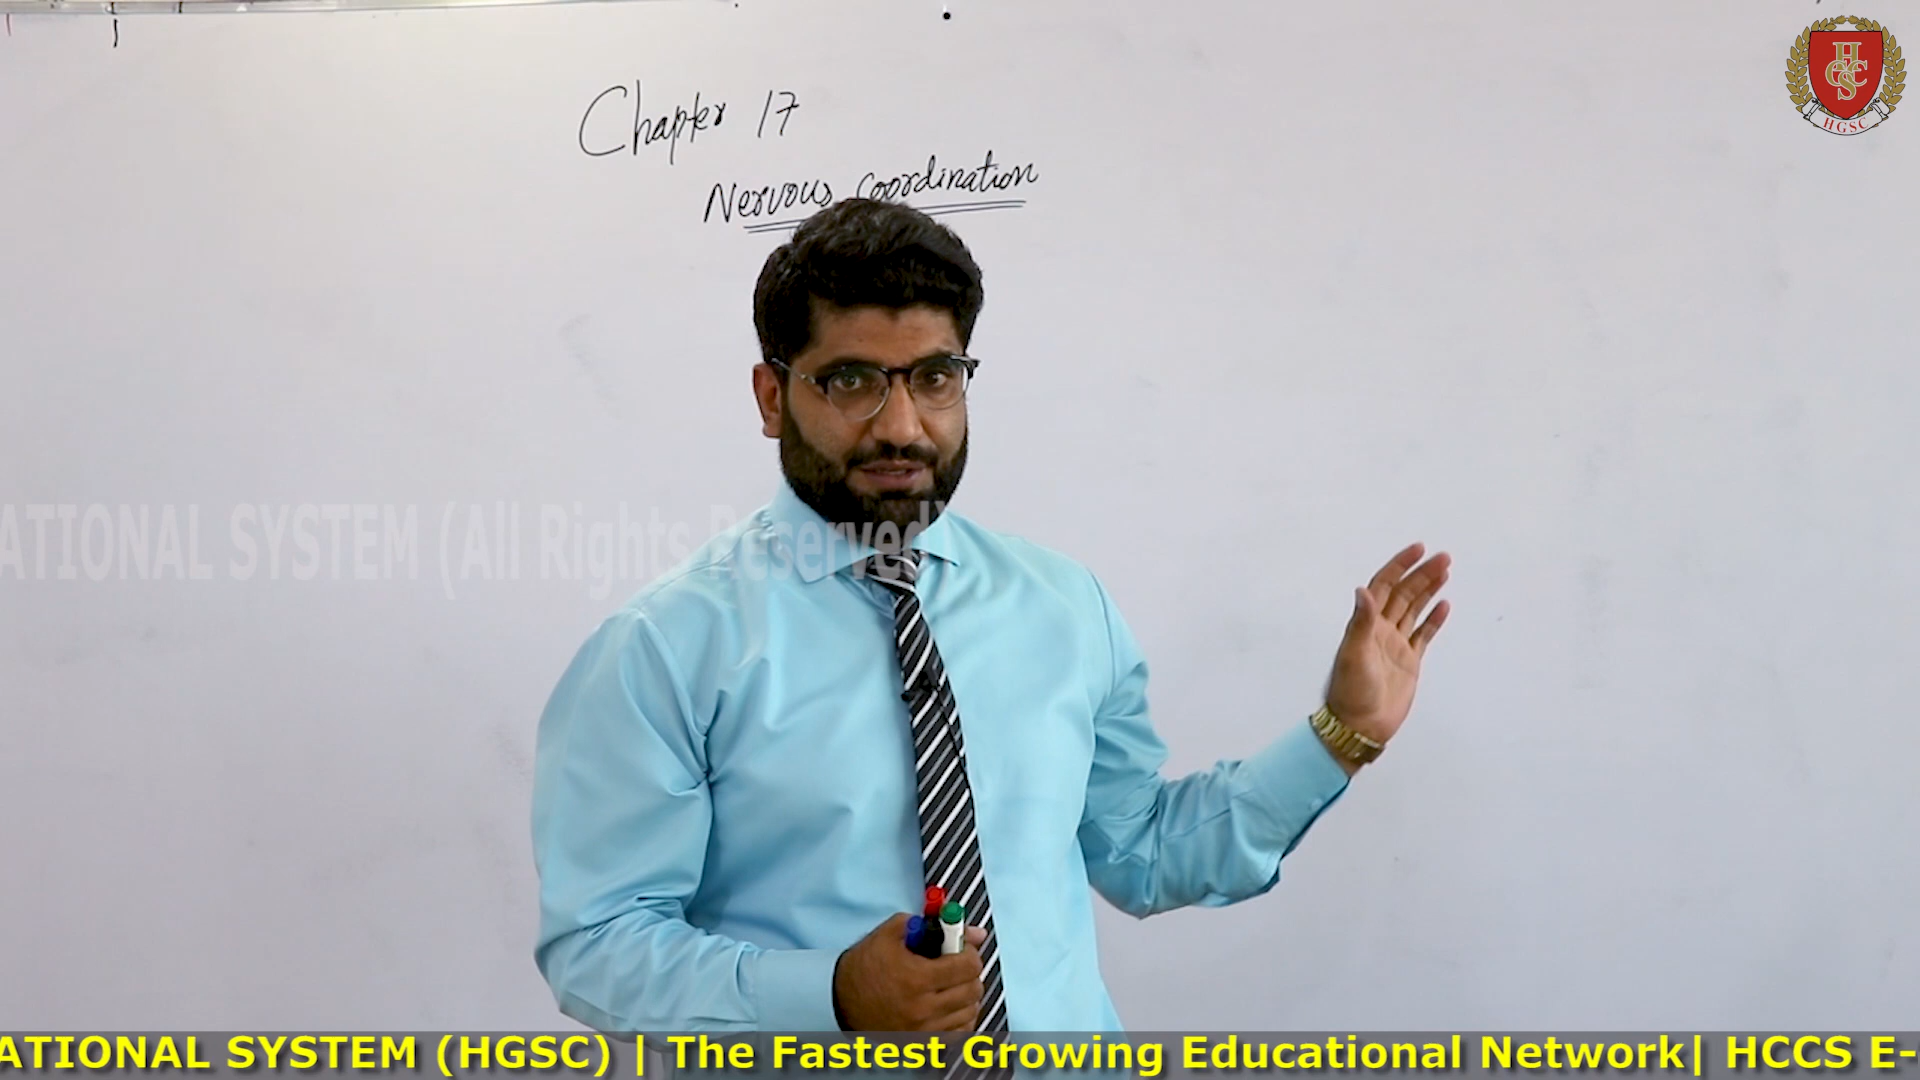 Chapter 17
Nervous coordination
HGSC
HGSC
ATIONAL SYSTEM (All Rights Reserved)
ATIONAL SYSTEM (HGSC) | The Fastest Growing Educational Network| HCCS E-